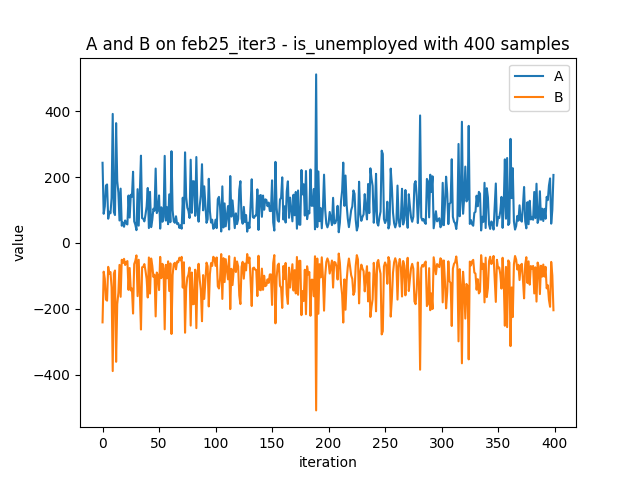 A and B on feb25_iter3 - is_unemployed with 400 samples
A
B
value
400
200
0
−200
−400
0
50
100
150
200
250
300
350
400
iteration